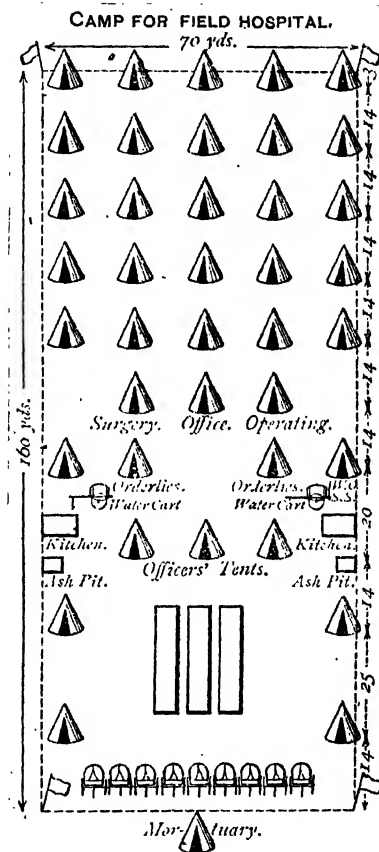 CAMP FOR FIELD HOSPITAL.
70 yds.
3
14
14
14
14
14
14
160 yds.
Surgery. Office. Operating.
Orderlies. Orderlies. W.O.
Water Cart Water Cart S.S.
20
Kitchen. Kitchen.
Officers' Tents.
Ash Pit. Ash Pit.
14
25
14
Mortuary.